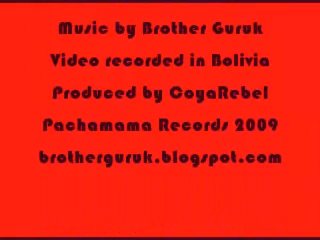 Music by Brother Guruk
Video recorded in Bolivia
Produced by CoyaRebel
Pachamama Records 2009
brotherguruk.blogspot.com